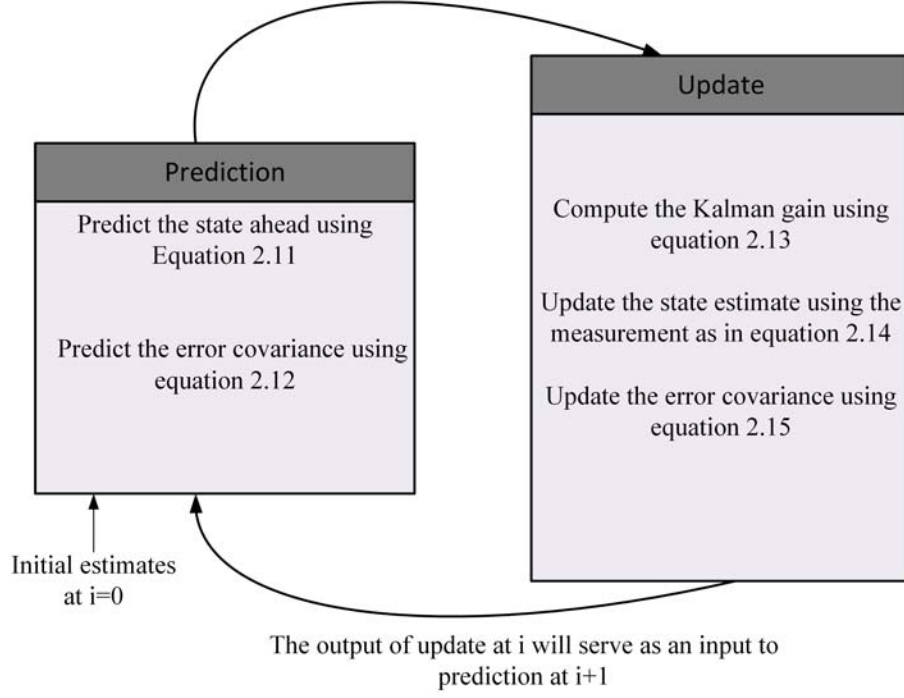 Prediction
Predict the state ahead using
Equation 2.11
Predict the error covariance using
equation 2.12
Initial estimates
at i=0
Update
Compute the Kalman gain using
equation 2.13
Update the state estimate using the
measurement as in equation 2.14
Update the error covariance using
equation 2.15
The output of update at i will serve as an input to
prediction at i+1